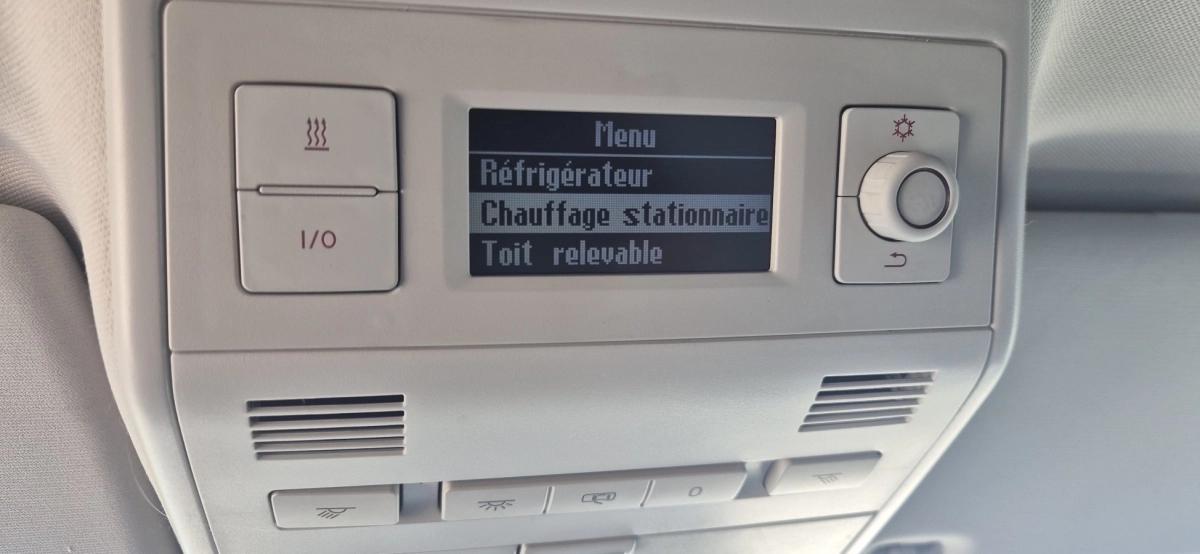 Menu
Réfrigérateur
Chauffage stationnaire
Toit relevable
I/O
O